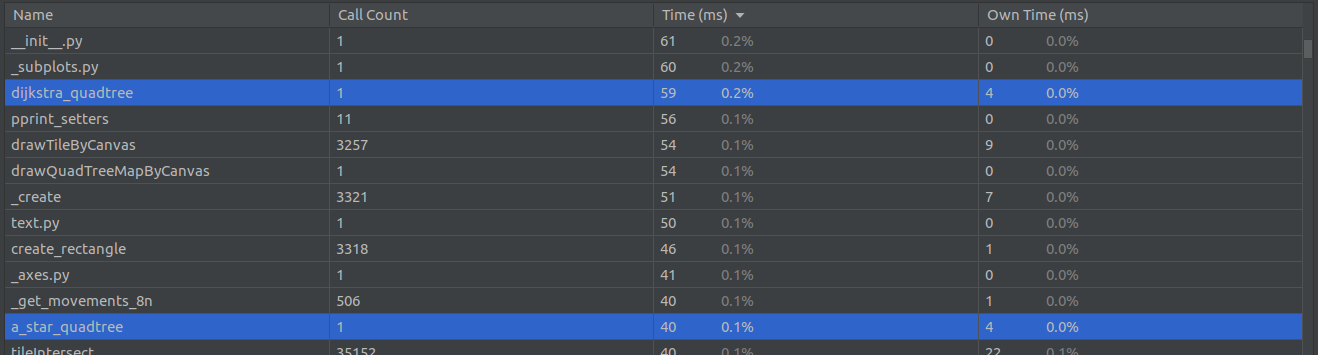 Name Call Count Time (ms) Own Time (ms)
__init__.py 1 61 0.2% 0 0.0%
_subplots.py 1 60 0.2% 0 0.0%
dijkstra_quadtree 1 59 0.2% 4 0.0%
pprint_setters 11 56 0.1% 0 0.0%
drawTileByCanvas 3257 54 0.1% 9 0.0%
drawQuadTreeMapByCanvas 1 54 0.1% 0 0.0%
_create 3321 51 0.1% 7 0.0%
text.py 1 50 0.1% 0 0.0%
create_rectangle 3318 46 0.1% 1 0.0%
_axes.py 1 41 0.1% 0 0.0%
_get_movements_8n 506 40 0.1% 1 0.0%
a_star_quadtree 1 40 0.1% 4 0.0%
tileIntersect 35152 40 0.1% 22 0.1%